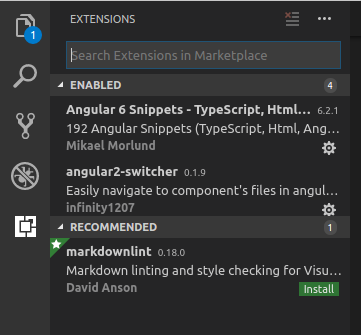 EXTENSIONS
1
Search Extensions in Marketplace
ENABLED 4
Angular 6 Snippets - TypeScript, Html... 6.2.1
192 Angular Snippets (TypeScript, Html, Ang...
Mikael Morlund
angular2-switcher 0.1.9
Easily navigate to component's files in angul...
infinity1207
RECOMMENDED 1
markdownlint 0.18.0
Markdown linting and style checking for Visu...
David Anson Install